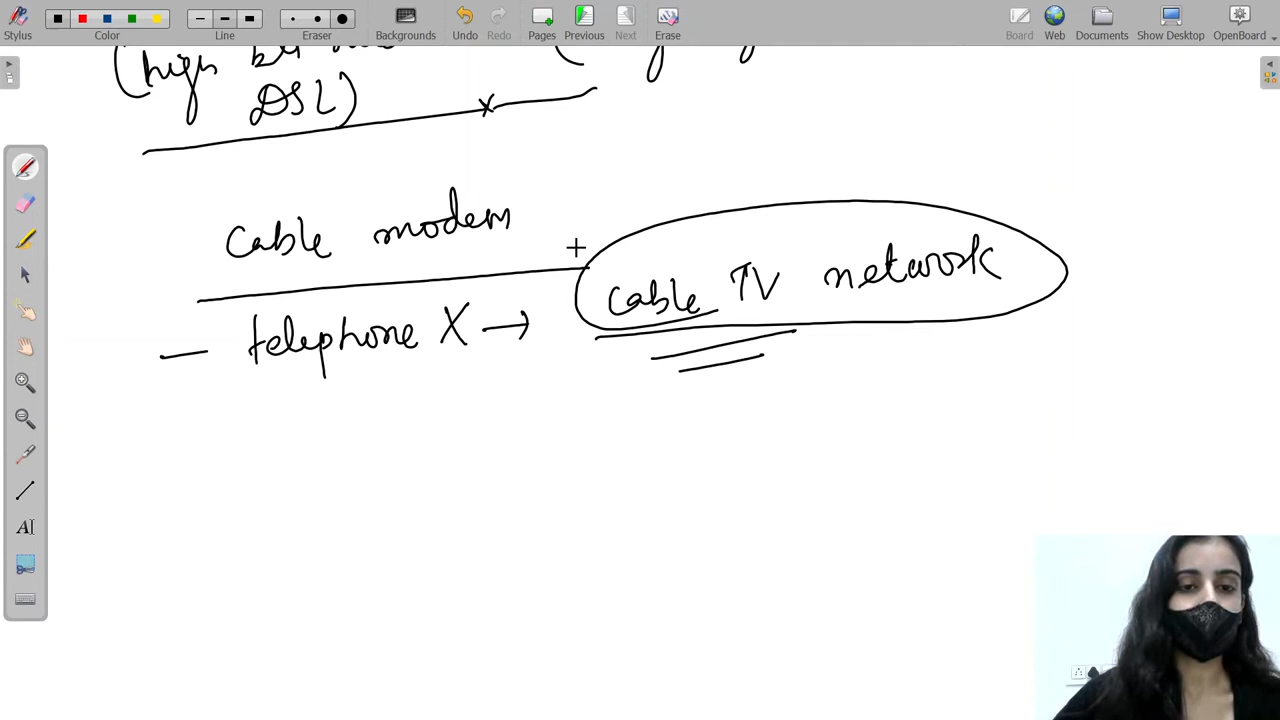 Stylus Color Line Eraser Backgrounds Undo Pages Previous Next Erase Board Web Documents Show Desktop OpenBoard
(high bit
DSL)
cable modem
— telephone X → cable TV network